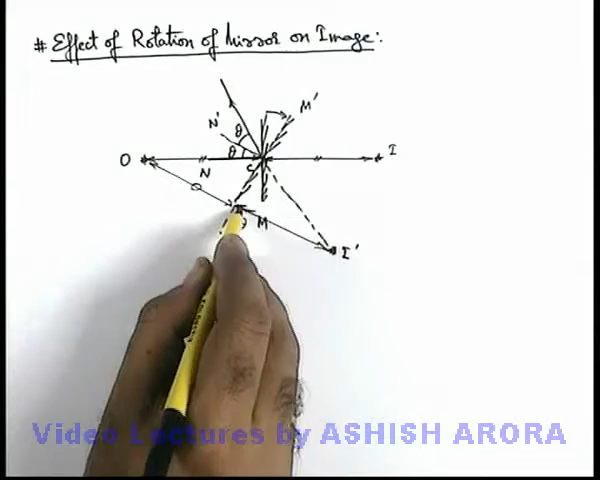 # Effect of Rotation of Mirror on Image :
M'
N'
θ
O
θ
I
N
C
M
I'
Video Lectures by ASHISH ARORA